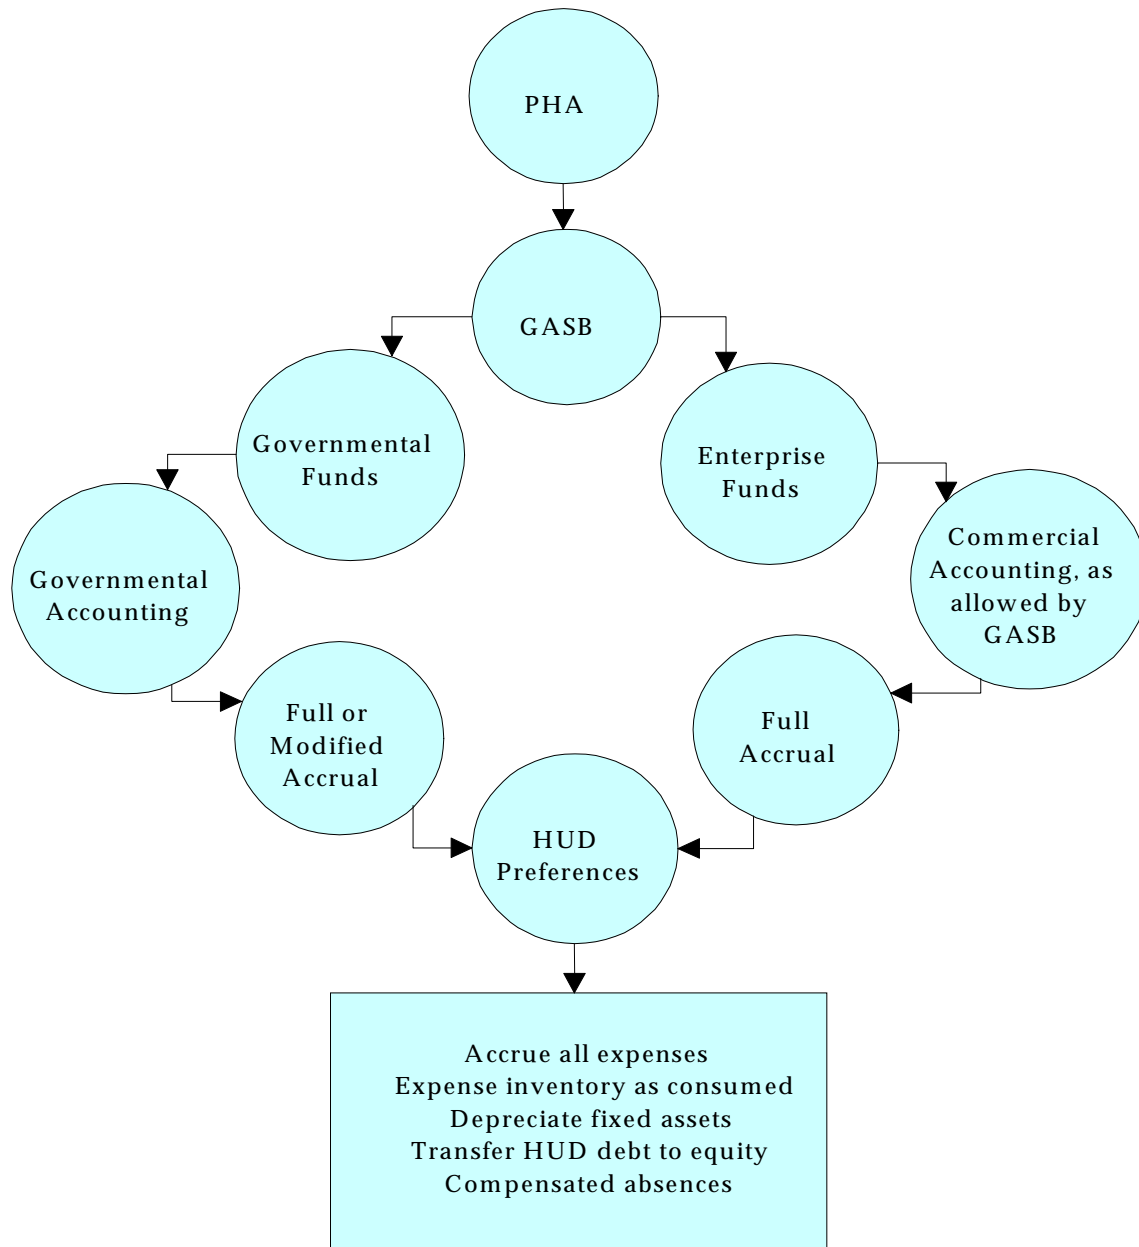 PHA
GASB
Governmental
Funds
Enterprise
Funds
Governmental
Accounting
Commercial
Accounting, as
allowed by
GASB
Full or
Modified
Accrual
Full
Accrual
HUD
Preferences
Accrue all expenses
Expense inventory as consumed
Depreciate fixed assets
Transfer HUD debt to equity
Compensated absences